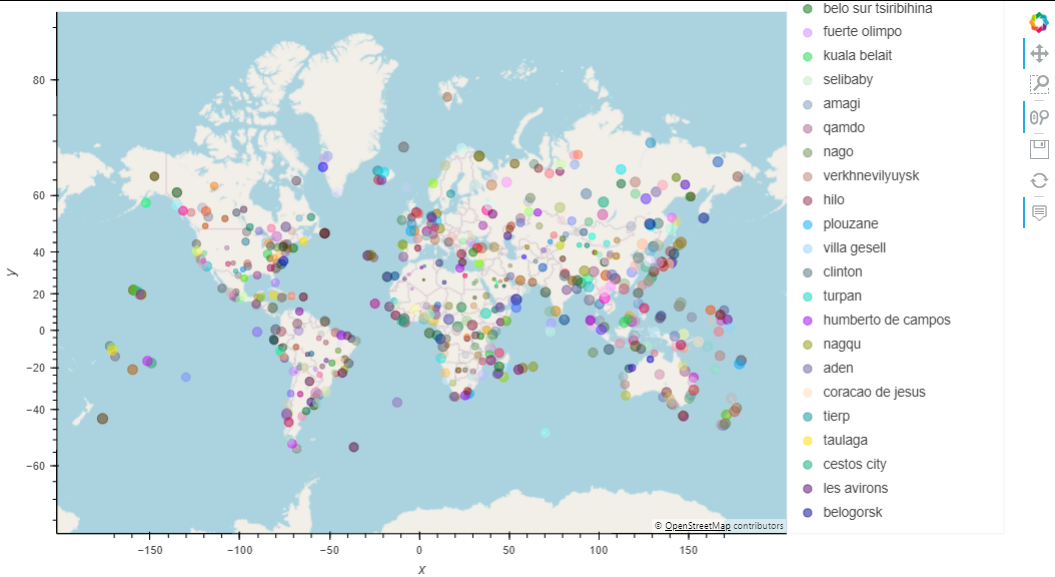 belo sur tsiribihina
fuerte olimpo
kuala belait
selibaby
amagi
qamdo
nago
verkhnevilyuysk
hilo
plouzane
villa gesell
clinton
turpan
humberto de campos
nagqu
aden
coracao de jesus
tierp
taulaga
cestos city
les avirons
belogorsk
80
60
40
20
0
−20
−40
−60
y
© OpenStreetMap contributors
−150
−100
−50
0
50
100
150
x